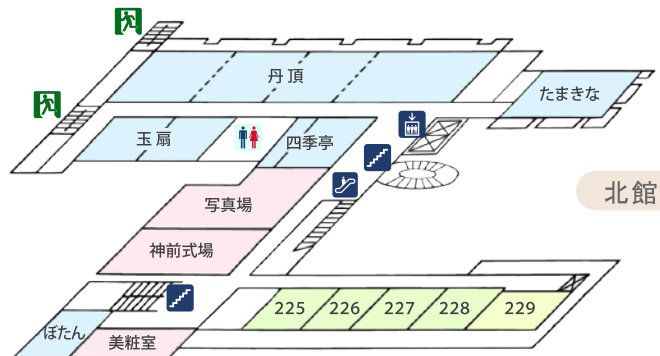 丹頂
たまきな
玉扇
四季亭
北館
写真場
神前式場
225
226
227
228
229
ぼたん
美粧室